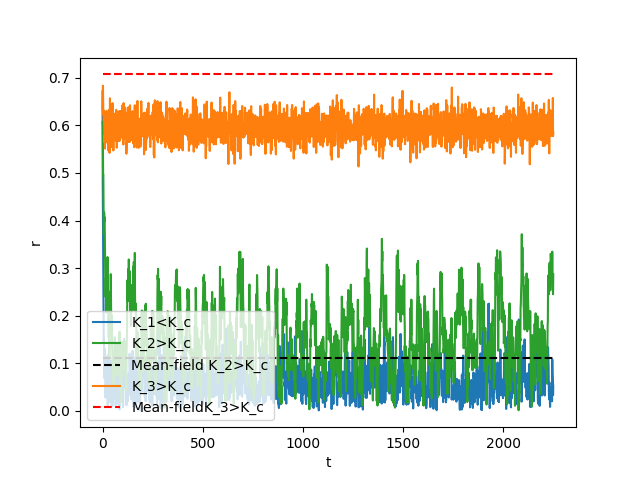 0.7
0.6
0.5
0.4
0.3
0.2
0.1
0.0
r
K_1<K_c
K_2>K_c
Mean-field K_2>K_c
K_3>K_c
Mean-fieldK_3>K_c
0 500 1000 1500 2000
t